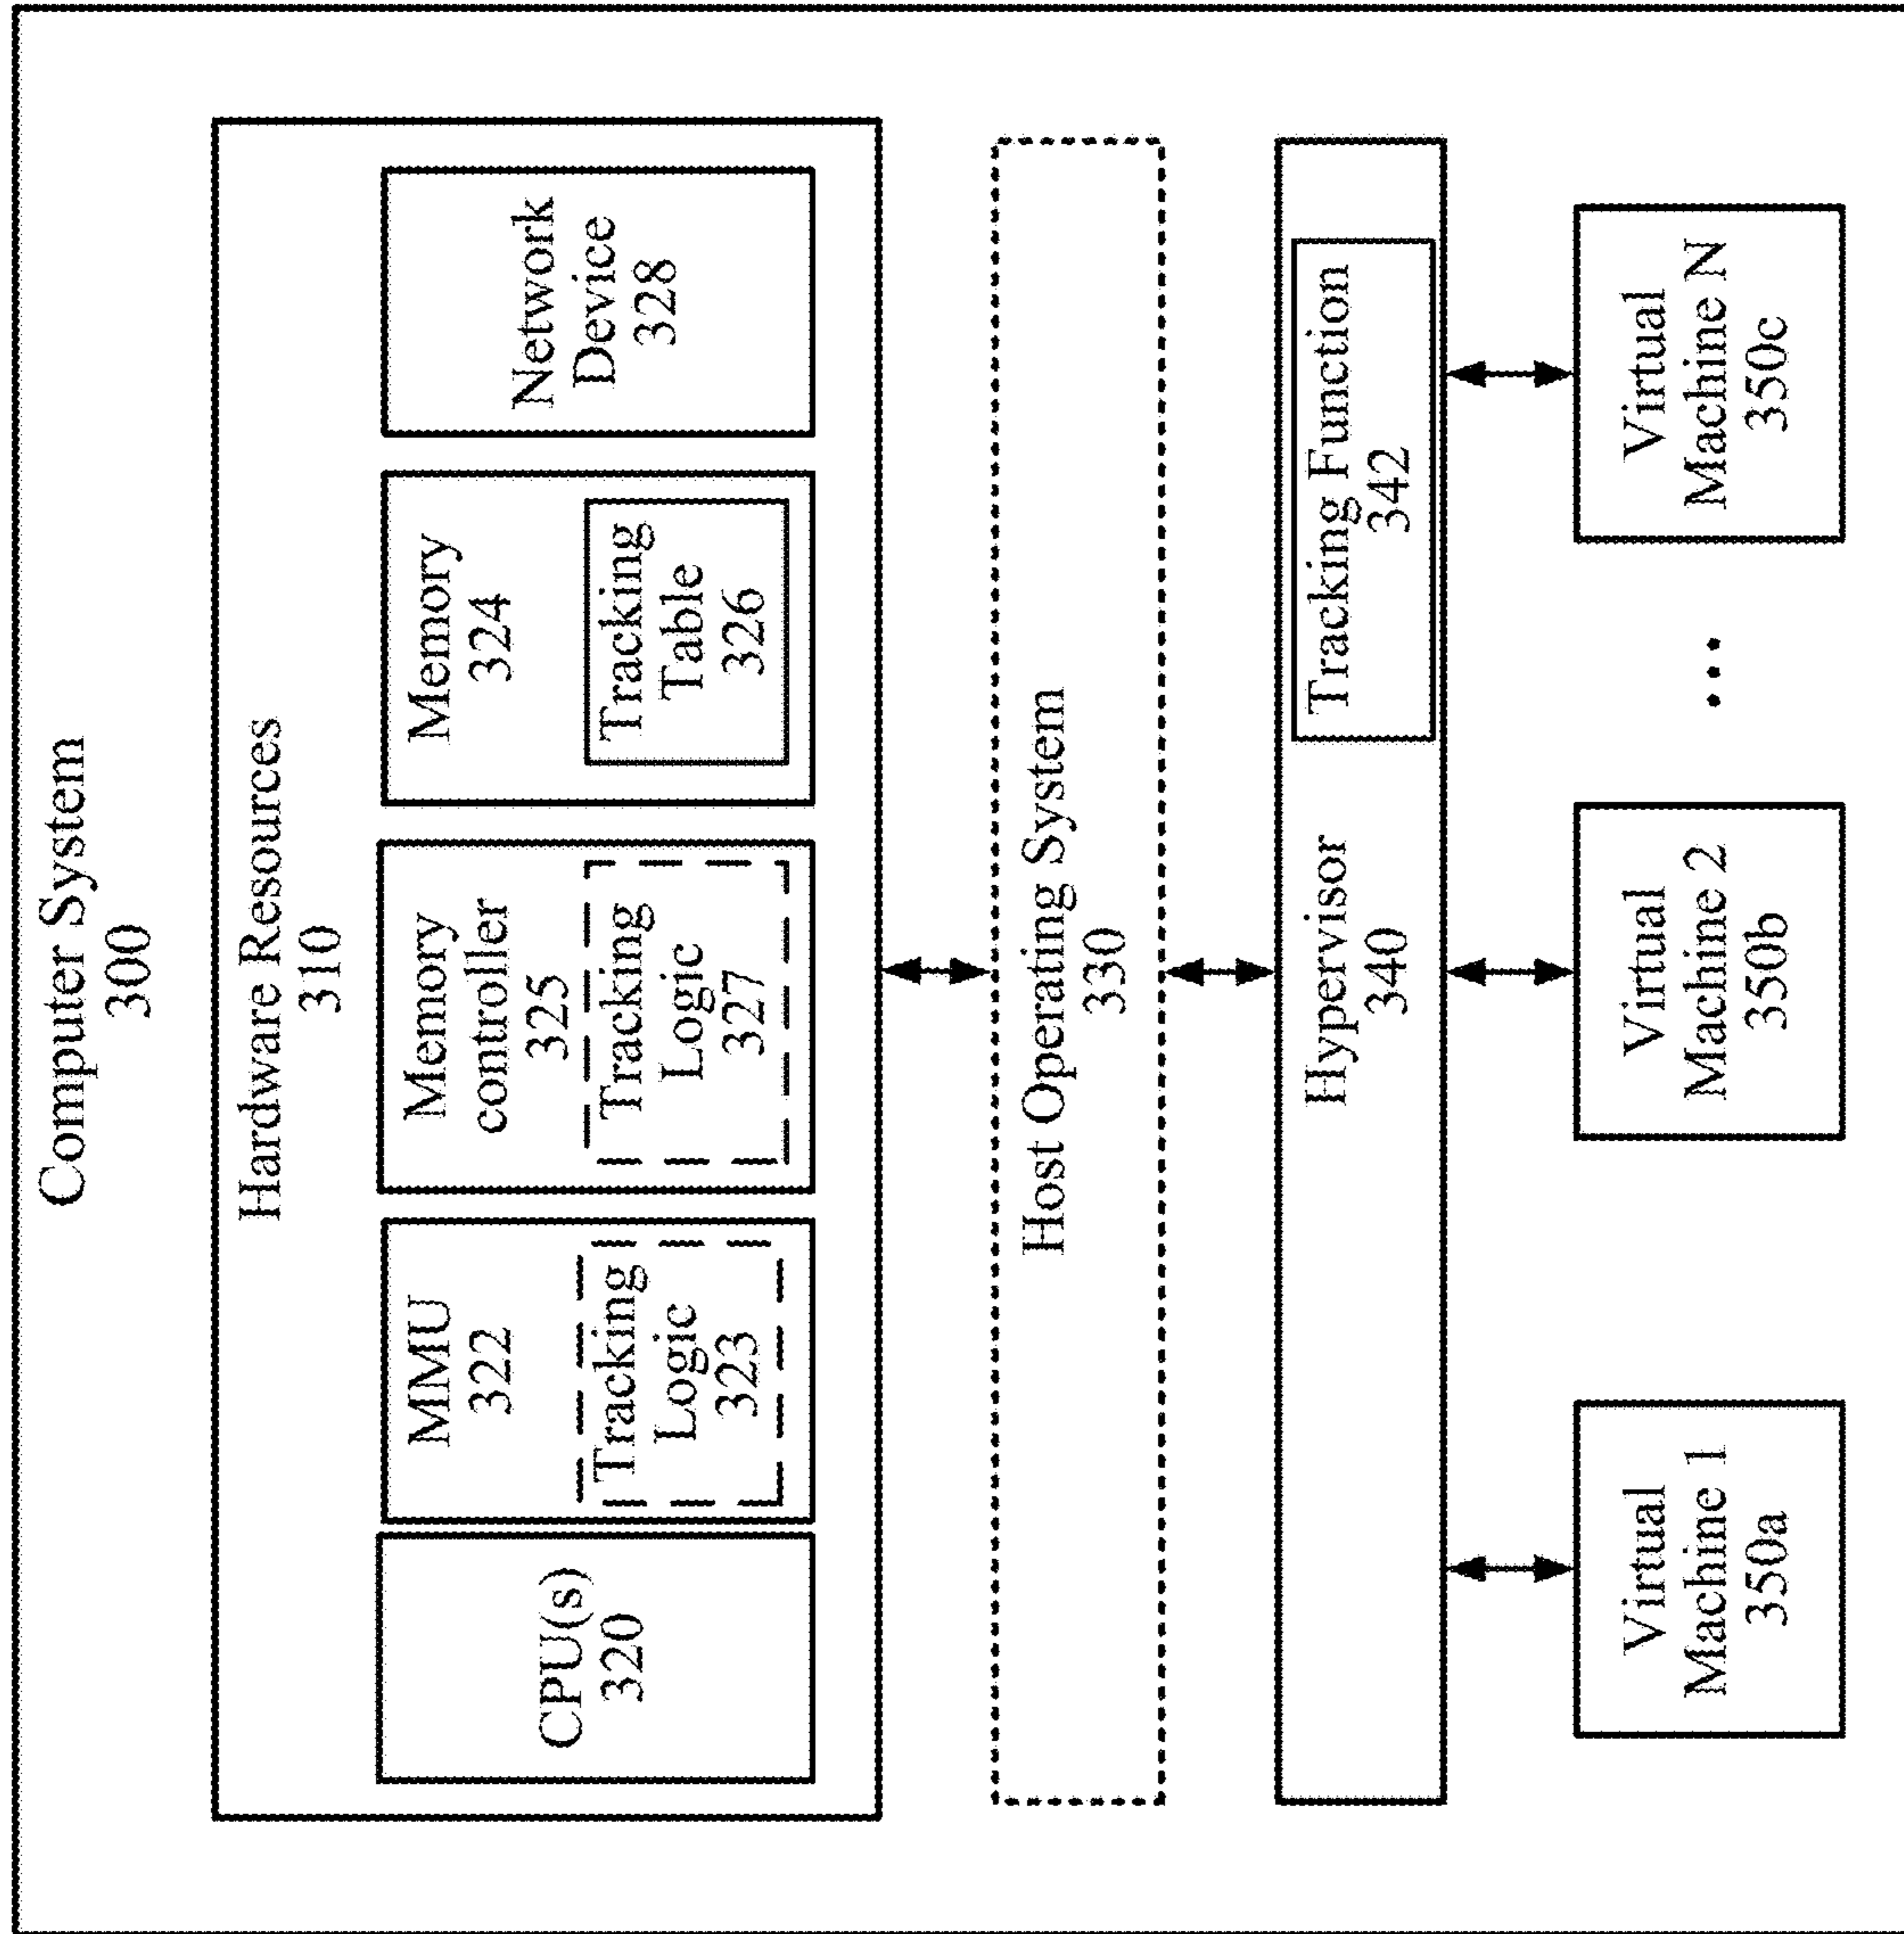 Computer System
300
Hardware Resources
310
CPU(s)
320
MMU
322
Tracking
Logic
323
Memory
controller
325
Tracking
Logic
327
Memory
324
Tracking
Table
326
Network
Device
328
Host Operating System
330
Hypervisor
340
Tracking Function
342
Virtual
Machine 1
350a
Virtual
Machine 2
350b
...
Virtual
Machine N
350c